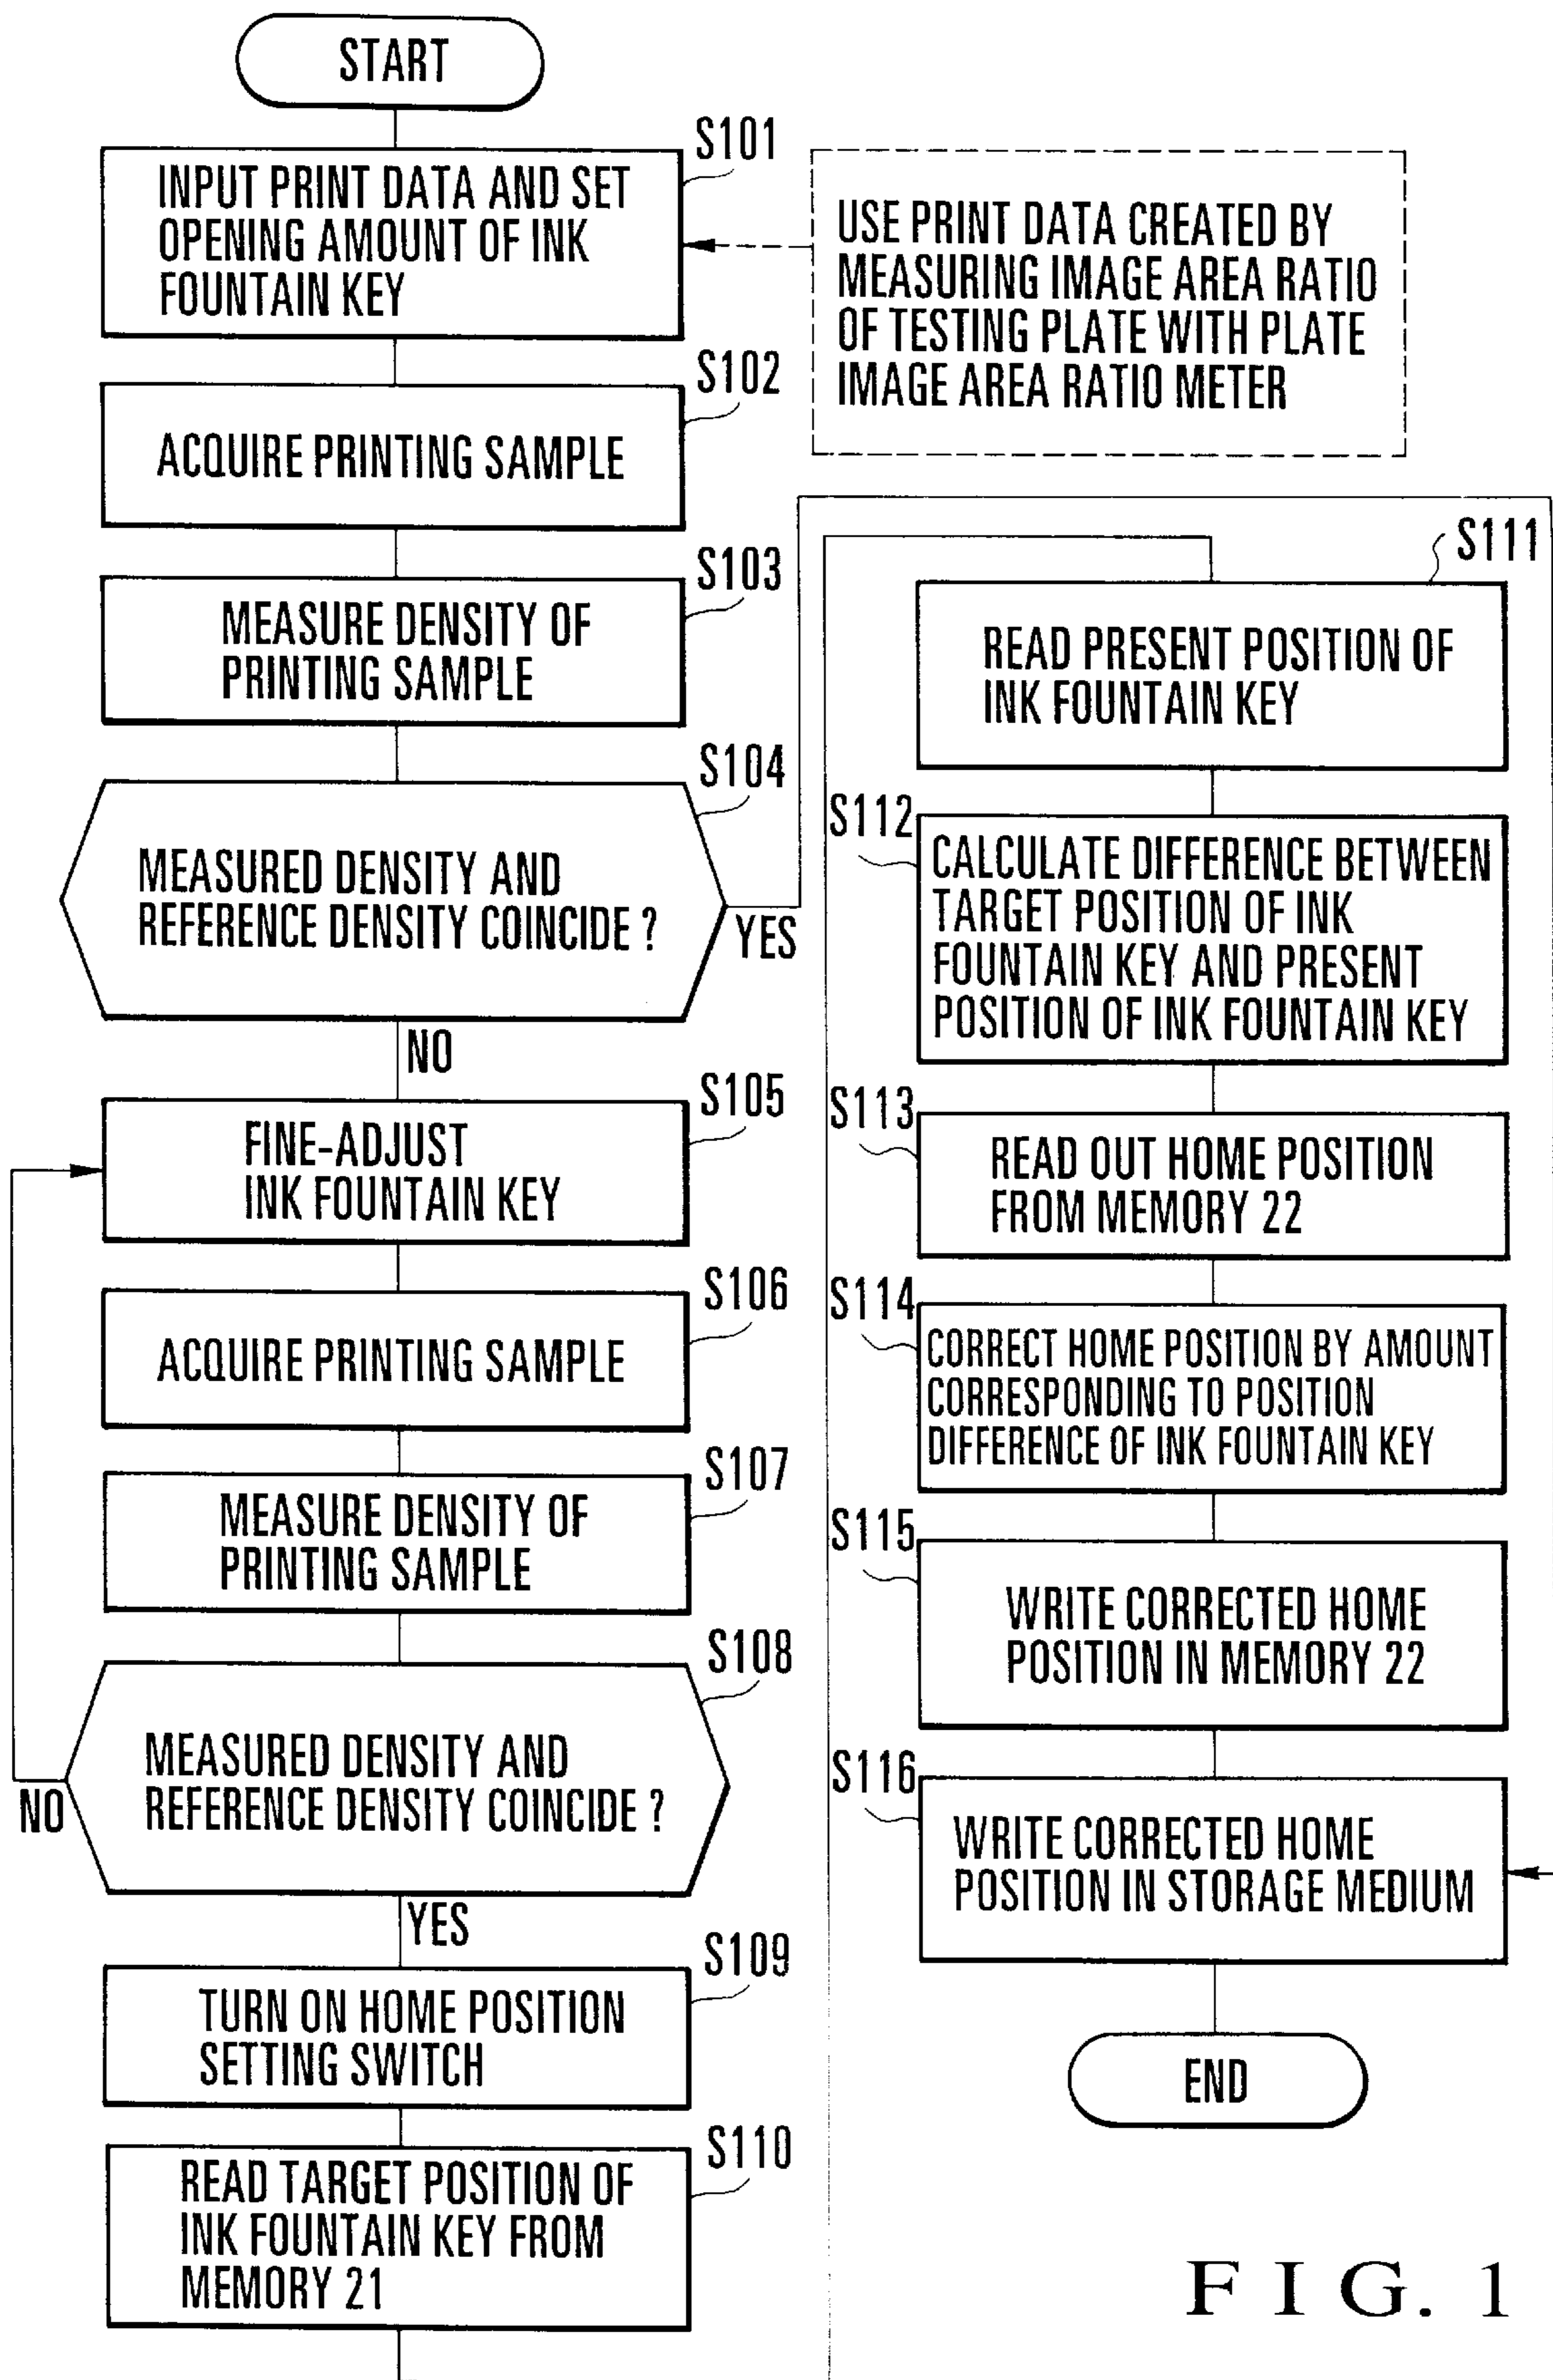 START
S101
INPUT PRINT DATA AND SET
OPENING AMOUNT OF INK
FOUNTAIN KEY
USE PRINT DATA CREATED BY
MEASURING IMAGE AREA RATIO
OF TESTING PLATE WITH PLATE
IMAGE AREA RATIO METER
S102
ACQUIRE PRINTING SAMPLE
S103
MEASURE DENSITY OF
PRINTING SAMPLE
S104
MEASURED DENSITY AND
REFERENCE DENSITY COINCIDE ?
YES
NO
S105
FINE-ADJUST
INK FOUNTAIN KEY
S106
ACQUIRE PRINTING SAMPLE
S107
MEASURE DENSITY OF
PRINTING SAMPLE
S108
MEASURED DENSITY AND
REFERENCE DENSITY COINCIDE ?
NO
YES
S109
TURN ON HOME POSITION
SETTING SWITCH
S110
READ TARGET POSITION OF
INK FOUNTAIN KEY FROM
MEMORY 21
S111
READ PRESENT POSITION OF
INK FOUNTAIN KEY
S112
CALCULATE DIFFERENCE BETWEEN
TARGET POSITION OF INK
FOUNTAIN KEY AND PRESENT
POSITION OF INK FOUNTAIN KEY
S113
READ OUT HOME POSITION
FROM MEMORY 22
S114
CORRECT HOME POSITION BY AMOUNT
CORRESPONDING TO POSITION
DIFFERENCE OF INK FOUNTAIN KEY
S115
WRITE CORRECTED HOME
POSITION IN MEMORY 22
S116
WRITE CORRECTED HOME
POSITION IN STORAGE MEDIUM
END
FIG. 1